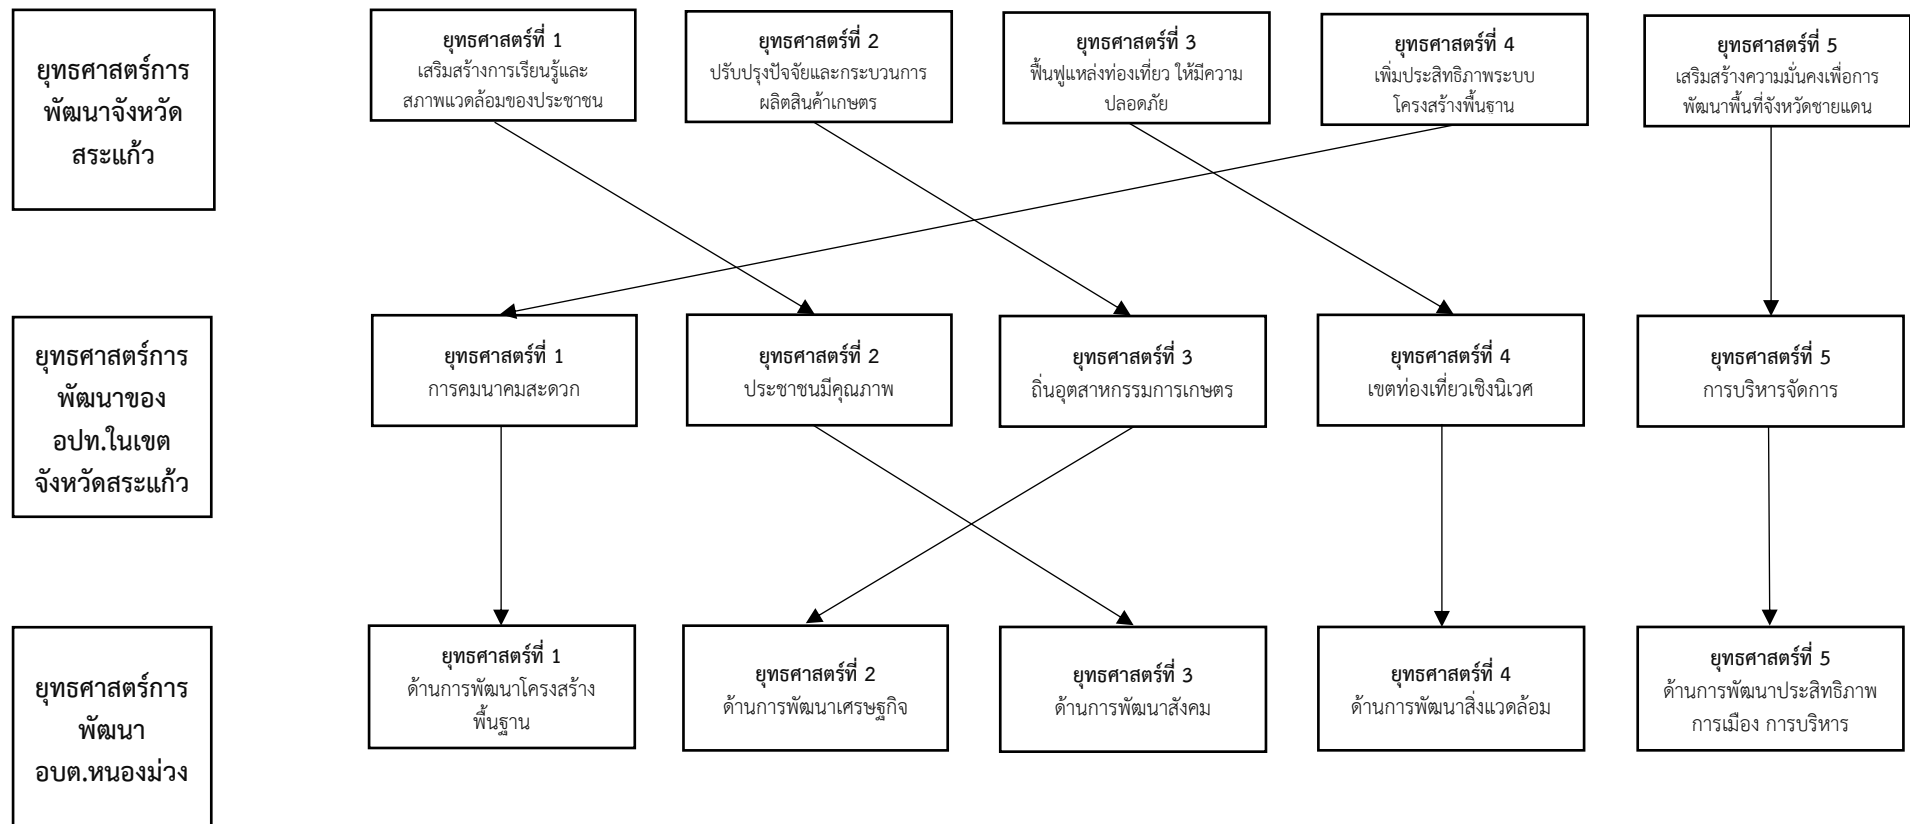 ยุทธศาสตร์การ
พัฒนาจังหวัด
สระแก้ว
ยุทธศาสตร์ที่ 1
เสริมสร้างการเรียนรู้และ
สภาพแวดล้อมของประชาชน
ยุทธศาสตร์ที่ 2
ปรับปรุงปัจจัยและกระบวนการ
ผลิตสินค้าเกษตร
ยุทธศาสตร์ที่ 3
ฟื้นฟูแหล่งท่องเที่ยว ให้มีความ
ปลอดภัย
ยุทธศาสตร์ที่ 4
เพิ่มประสิทธิภาพระบบ
โครงสร้างพื้นฐาน
ยุทธศาสตร์ที่ 5
เสริมสร้างความมั่นคงเพื่อการ
พัฒนาพื้นที่จังหวัดชายแดน
ยุทธศาสตร์การ
พัฒนาของ
อปท.ในเขต
จังหวัดสระแก้ว
ยุทธศาสตร์ที่ 1
การคมนาคมสะดวก
ยุทธศาสตร์ที่ 2
ประชาชนมีคุณภาพ
ยุทธศาสตร์ที่ 3
ถิ่นอุตสาหกรรมการเกษตร
ยุทธศาสตร์ที่ 4
เขตท่องเที่ยวเชิงนิเวศ
ยุทธศาสตร์ที่ 5
การบริหารจัดการ
ยุทธศาสตร์การ
พัฒนา
อบต.หนองม่วง
ยุทธศาสตร์ที่ 1
ด้านการพัฒนาโครงสร้าง
พื้นฐาน
ยุทธศาสตร์ที่ 2
ด้านการพัฒนาเศรษฐกิจ
ยุทธศาสตร์ที่ 3
ด้านการพัฒนาสังคม
ยุทธศาสตร์ที่ 4
ด้านการพัฒนาสิ่งแวดล้อม
ยุทธศาสตร์ที่ 5
ด้านการพัฒนาประสิทธิภาพ
การเมือง การบริหาร